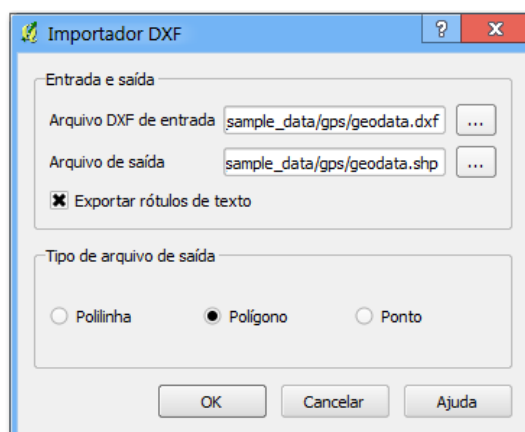 Importador DXF
Entrada e saída
Arquivo DXF de entrada sample_data/gps/geodata.dxf ...
Arquivo de saída sample_data/gps/geodata.shp ...
Exportar rótulos de texto
Tipo de arquivo de saída
Polilinha Polígono Ponto
OK Cancelar Ajuda